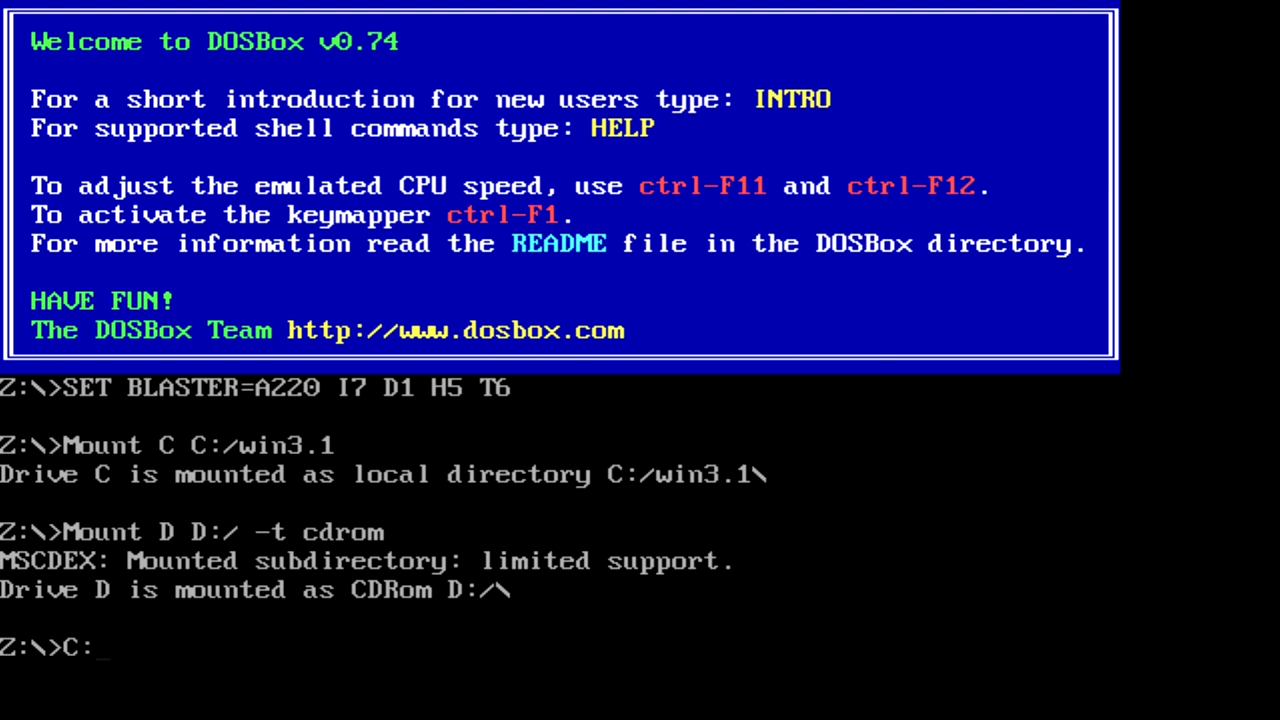 Welcome to DOSBox v0.74
For a short introduction for new users type: INTRO
For supported shell commands type: HELP
To adjust the emulated CPU speed, use ctrl-F11 and ctrl-F12.
To activate the keymapper ctrl-F1.
For more information read the README file in the DOSBox directory.
HAVE FUN!
The DOSBox Team http://www.dosbox.com
Z:\>SET BLASTER=A220 I7 D1 H5 T6
Z:\>Mount C C:/win3.1
Drive C is mounted as local directory C:/win3.1\
Z:\>Mount D D:/ -t cdrom
MSCDEX: Mounted subdirectory: limited support.
Drive D is mounted as CDRom D:/\
Z:\>C:_